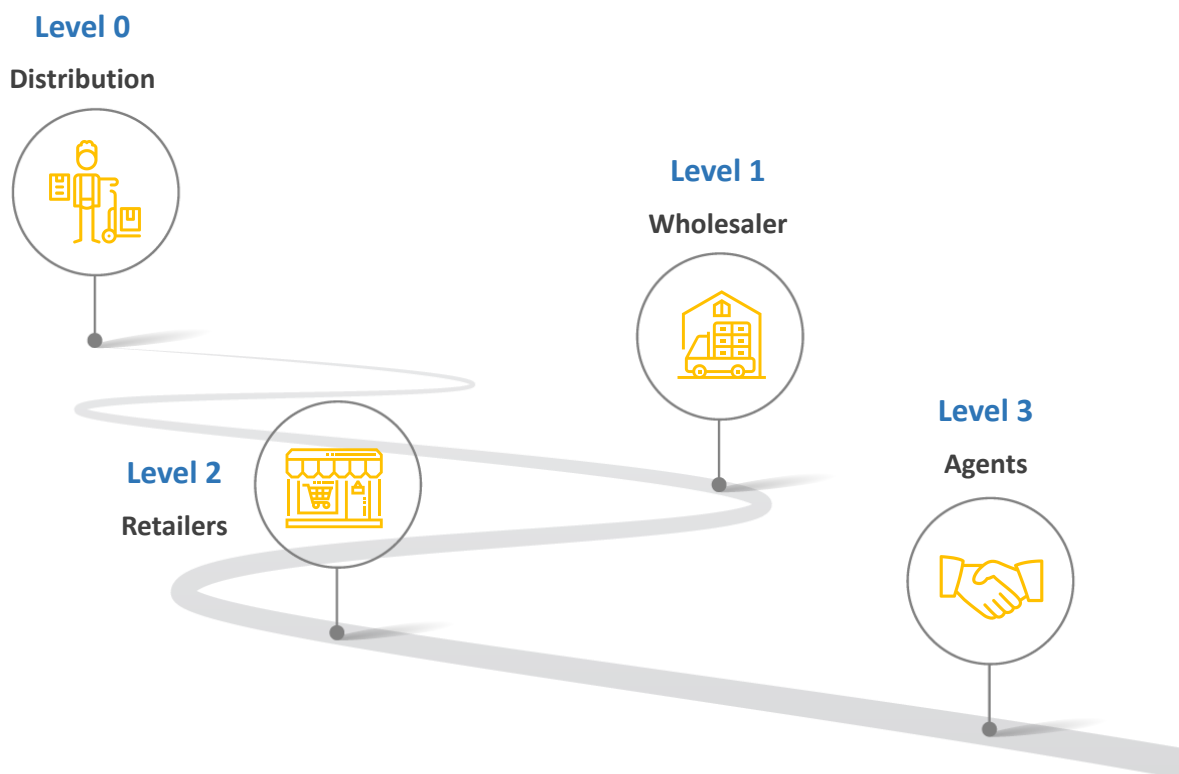 Level 0
Distribution
Level 1
Wholesaler
Level 2
Retailers
Level 3
Agents